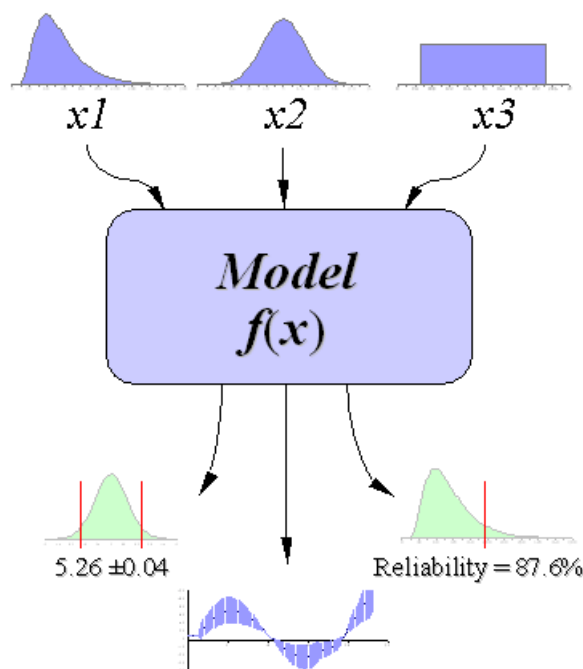 x1
x2
x3
Model
f(x)
5.26 ±0.04
Reliability = 87.6%